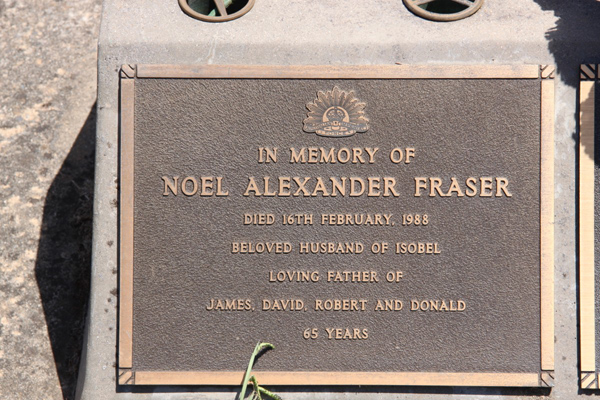 IN MEMORY OF
NOEL ALEXANDER FRASER
DIED 16TH FEBRUARY, 1988
BELOVED HUSBAND OF ISOBEL
LOVING FATHER OF
JAMES, DAVID, ROBERT AND DONALD
65 YEARS